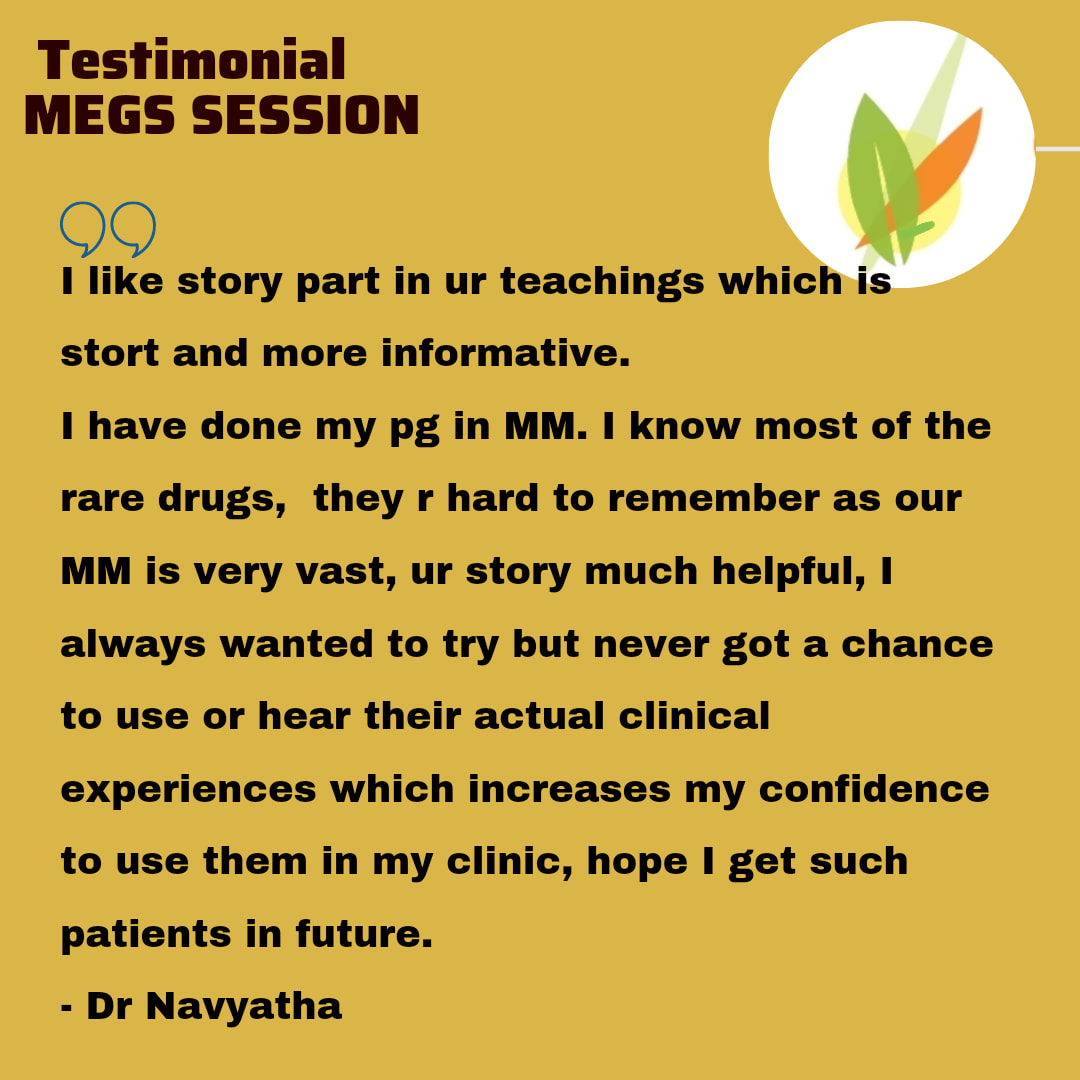 Testimonial
MEGS SESSION
I like story part in ur teachings which is
stort and more informative.
I have done my pg in MM. I know most of the
rare drugs,  they r hard to remember as our
MM is very vast, ur story much helpful, I
always wanted to try but never got a chance
to use or hear their actual clinical
experiences which increases my confidence
to use them in my clinic, hope I get such
patients in future.
- Dr Navyatha